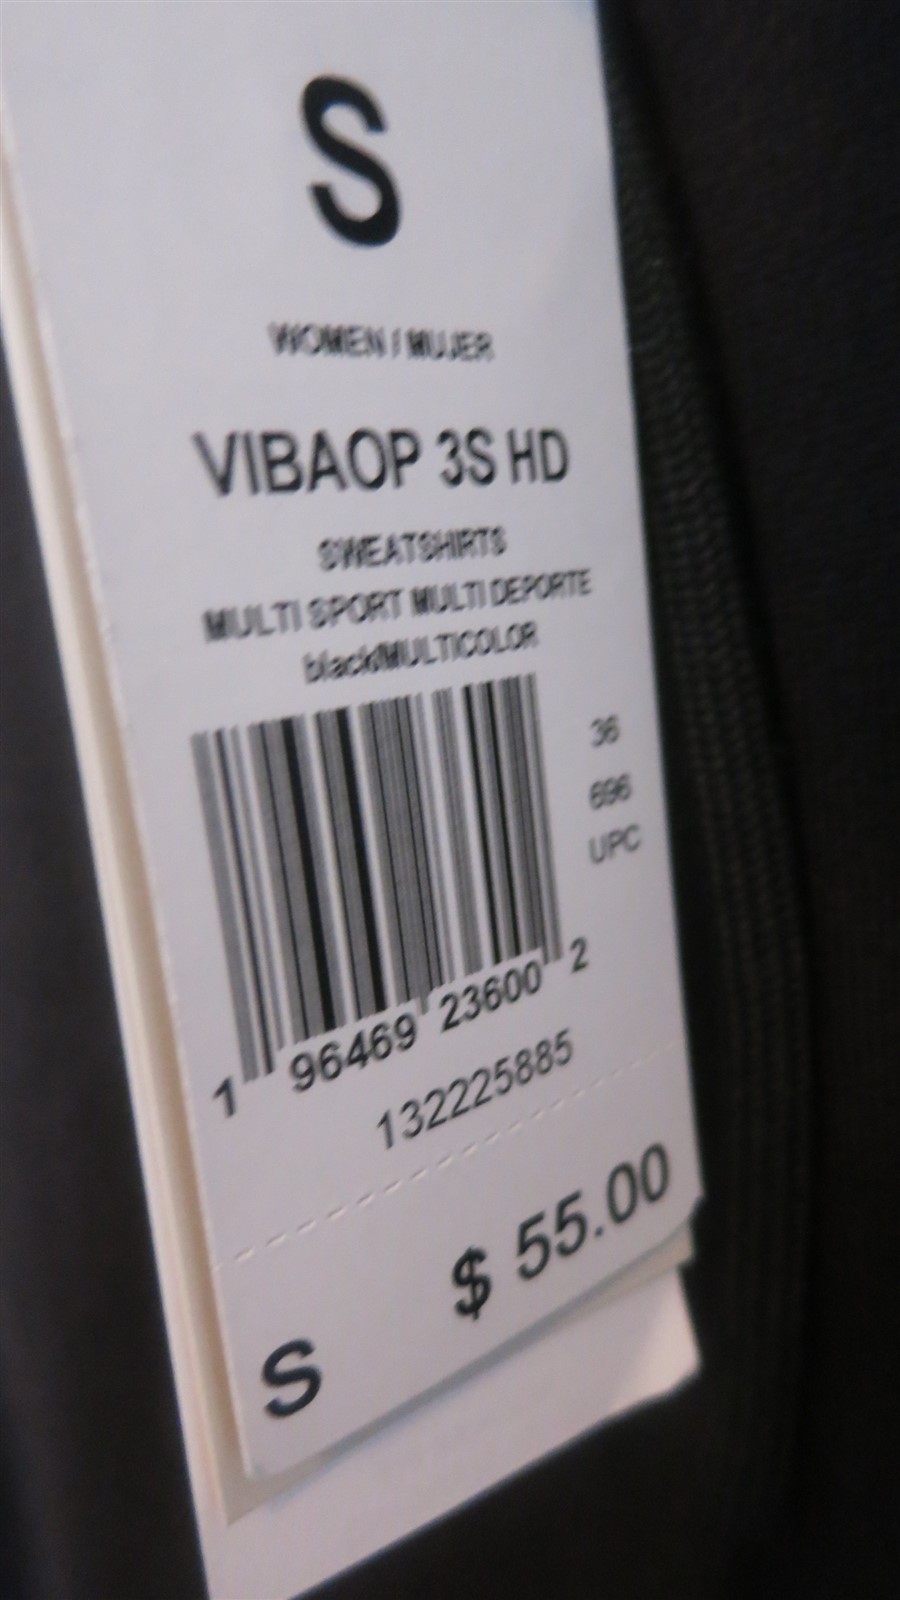 S
WOMEN / MUJER
VIBAOP 3S HD
SWEATSHIRTS
MULTI SPORT MULTI DEPORTE
black/MULTICOLOR
36
696
UPC
1 96469 23600 2
132225885
$ 55.00
S